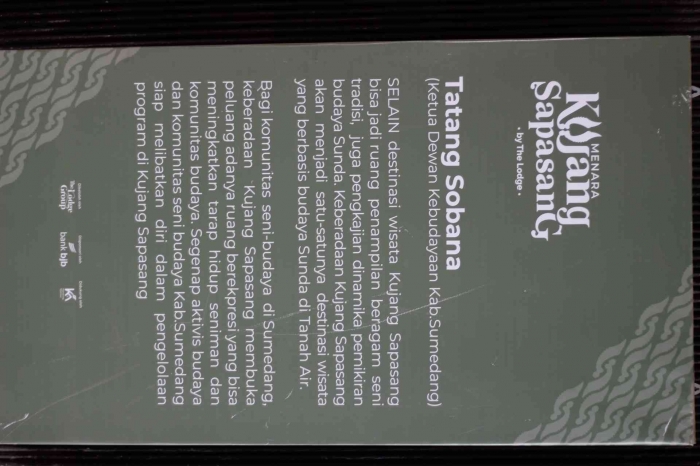 MENARA
Kujang
Sapasang
• by The Lodge •
Tatang Sobana
(Ketua Dewan Kebudayaan Kab.Sumedang)
SELAIN destinasi wisata Kujang Sapasang
bisa jadi ruang penampilan beragam seni
tradisi, juga pengkajian dinamika pemikiran
budaya Sunda. Keberadaan Kujang Sapasang
akan menjadi satu-satunya destinasi wisata
yang berbasis budaya Sunda di Tanah Air.
Bagi komunitas seni-budaya di Sumedang,
keberadaan Kujang Sapasang membuka
peluang adanya ruang berekpresi yang bisa
meningkatkan tarap hidup seniman dan
komunitas budaya. Segenap aktivis budaya
dan komunitas seni budaya Kab.Sumedang
siap melibatkan diri dalam pengelolaan
program di Kujang Sapasang
The Lodge
Group
bank bjb